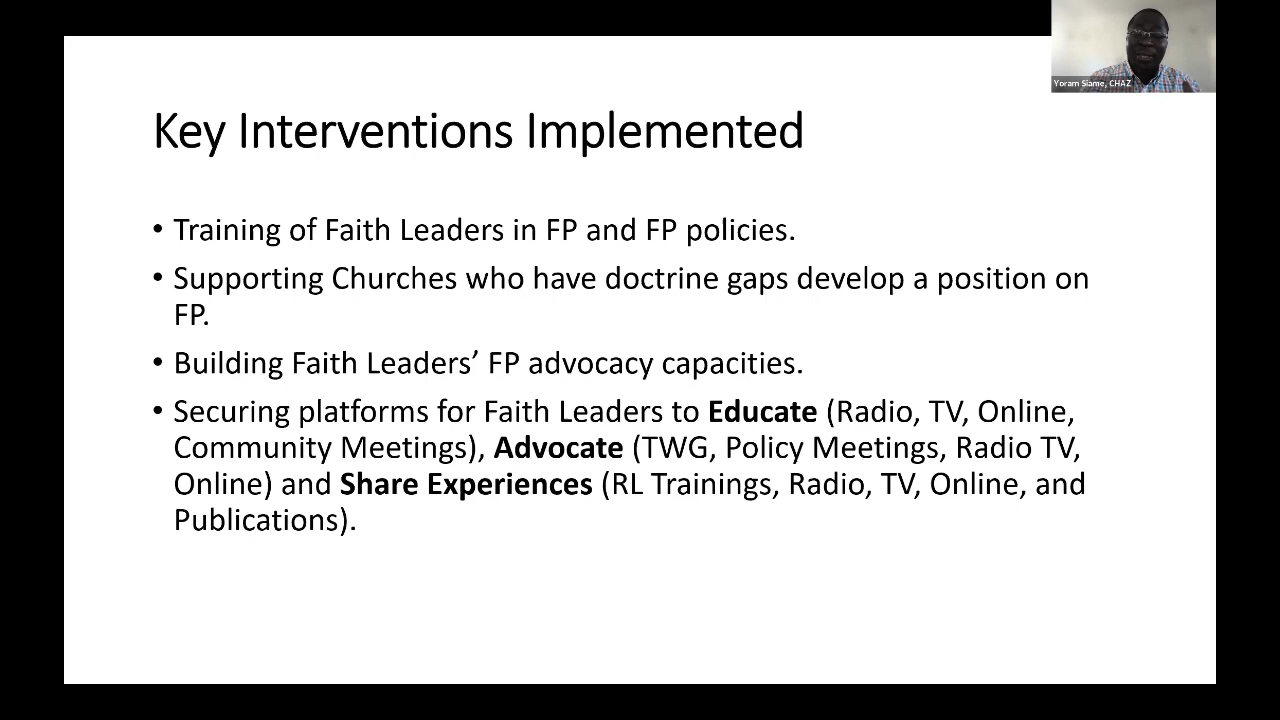 Yoram Siame, CHAZ
Key Interventions Implemented
• Training of Faith Leaders in FP and FP policies.
• Supporting Churches who have doctrine gaps develop a position on
FP.
• Building Faith Leaders’ FP advocacy capacities.
• Securing platforms for Faith Leaders to Educate (Radio, TV, Online,
Community Meetings), Advocate (TWG, Policy Meetings, Radio TV,
Online) and Share Experiences (RL Trainings, Radio, TV, Online, and
Publications).